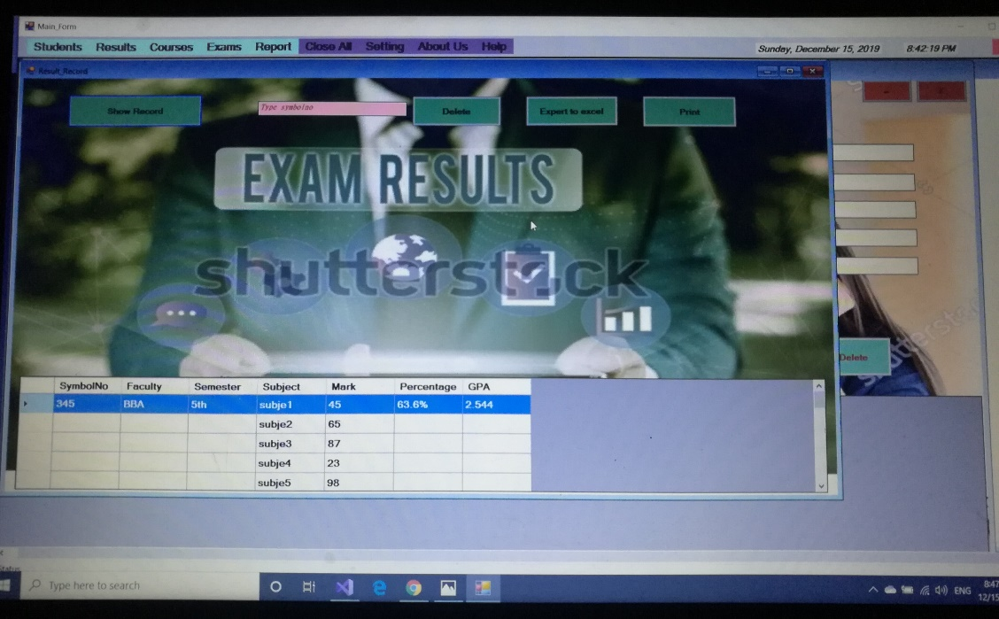 Main_Form
Students Results Courses Exams Report Close All Setting About Us Help Sunday, December 15, 2019 8:42:19 PM
Result_Record
Show Record Type symbolno Delete Expert to excel Print
EXAM RESULTS
shutterstock
Delete
SymbolNo Faculty Semester Subject Mark Percentage GPA
345 BBA 5th subje1 45 63.6% 2.544
subje2 65
subje3 87
subje4 23
subje5 98
Status
Type here to search ENG 8:47
12/15